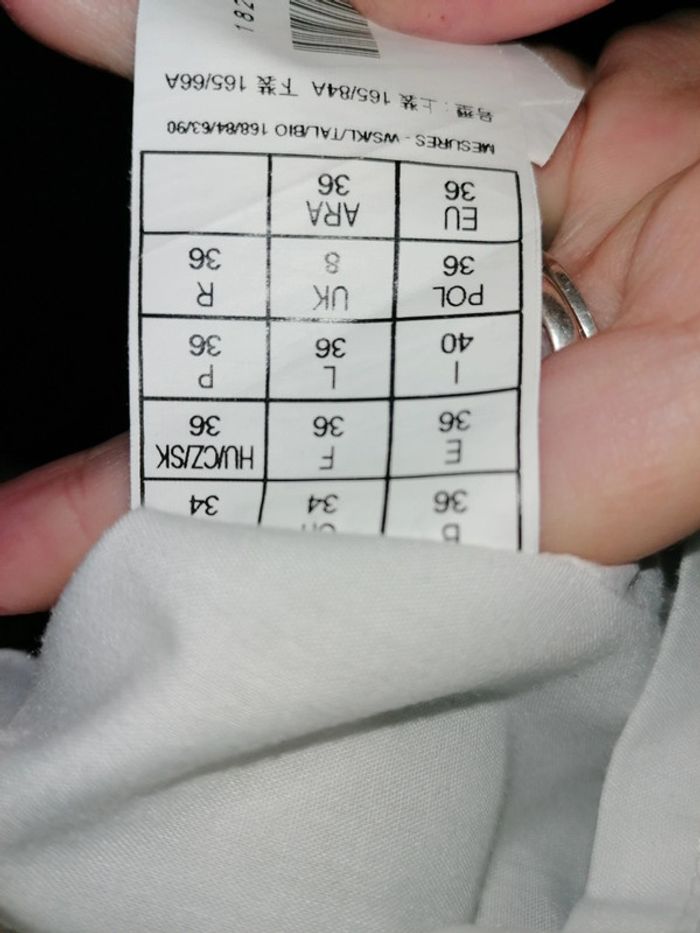 36 34 34
E F HU/CZ/SK
36 36 36
I L P
40 36 36
POL UK R
36 8 36
EU ARA
36 36
MESURES - WS/KL/TAL/BIO 168/84/63/90
号型：上装 165/84A 下装 165/66A
182